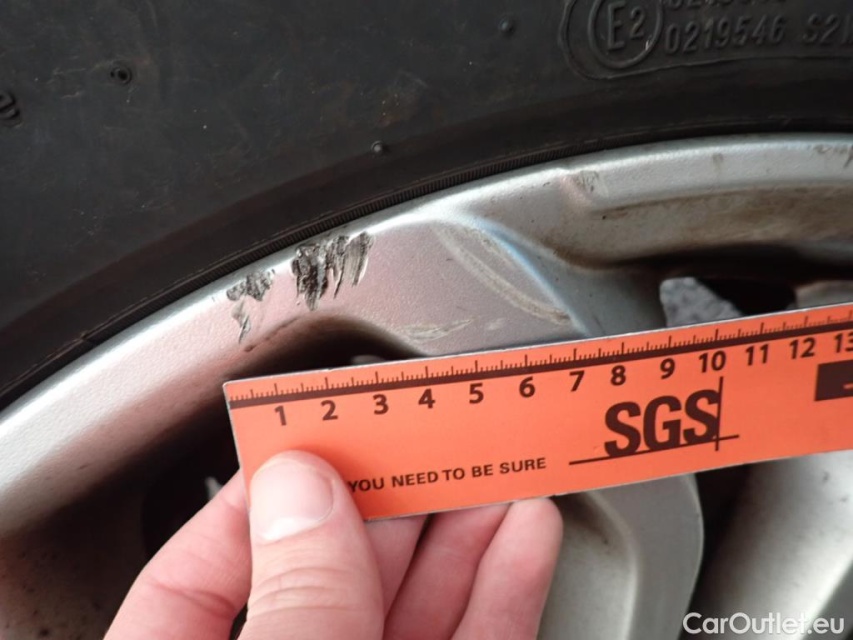 E2
0219546 S2
1 2 3 4 5 6 7 8 9 10 11 12 13
SGS
YOU NEED TO BE SURE
CarOutlet.eu